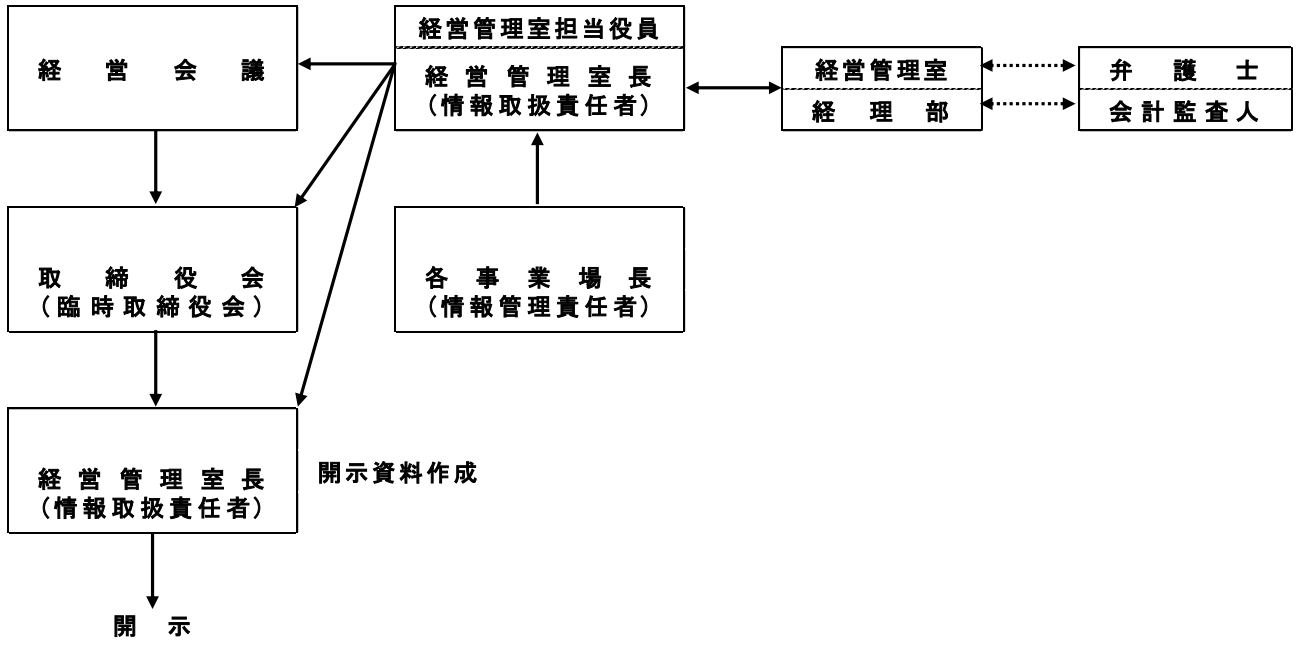 経営会議
経営管理室担当役員
経営管理室長
（情報取扱責任者）
経営管理室
経理部
弁護士
会計監査人
取締役会
（臨時取締役会）
各事業場長
（情報管理責任者）
経営管理室長
（情報取扱責任者）
開示資料作成
開示